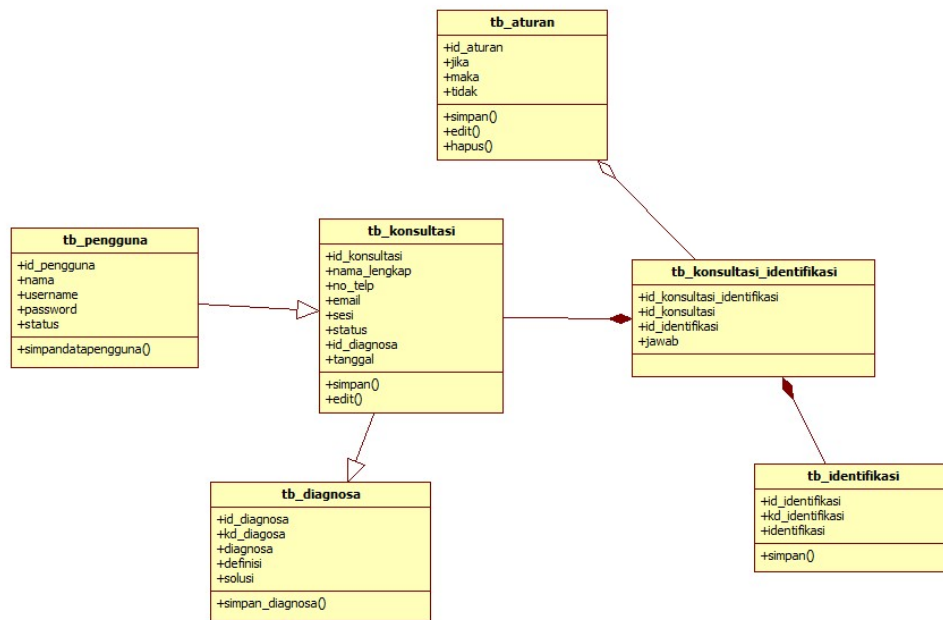 tb_aturan
+id_aturan
+jika
+maka
+tidak
+simpan()
+edit()
+hapus()
tb_pengguna
+id_pengguna
+nama
+username
+password
+status
+simpandatapengguna()
tb_konsultasi
+id_konsultasi
+nama_lengkap
+no_telp
+email
+sesi
+status
+id_diagnosa
+tanggal
+simpan()
+edit()
tb_konsultasi_identifikasi
+id_konsultasi_identifikasi
+id_konsultasi
+id_identifikasi
+jawab
tb_diagnosa
+id_diagnosa
+kd_diagosa
+diagnosa
+definisi
+solusi
+simpan_diagnosa()
tb_identifikasi
+id_identifikasi
+kd_identifikasi
+identifikasi
+simpan()